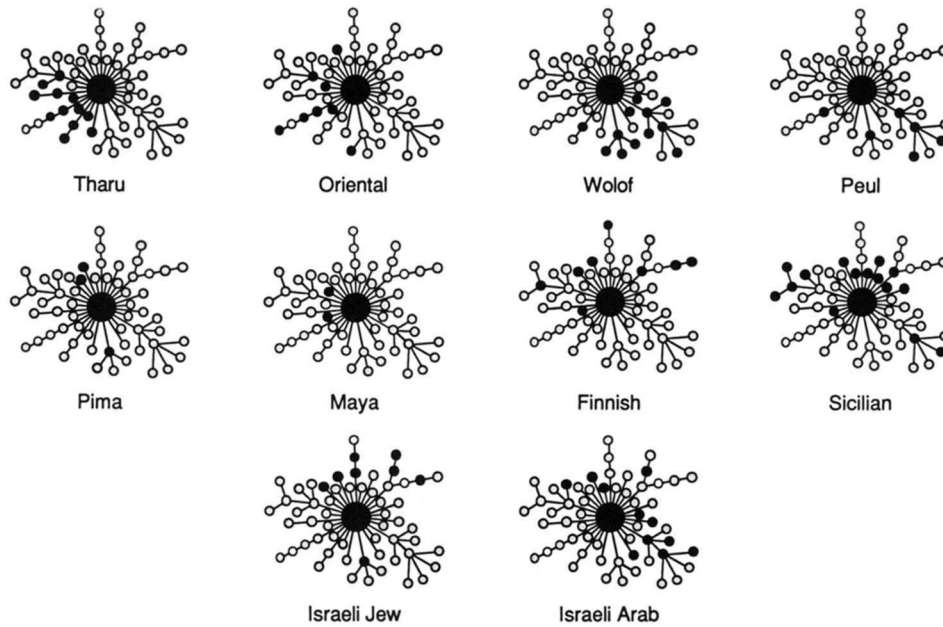 Tharu
Oriental
Wolof
Peul
Pima
Maya
Finnish
Sicilian
Israeli Jew
Israeli Arab